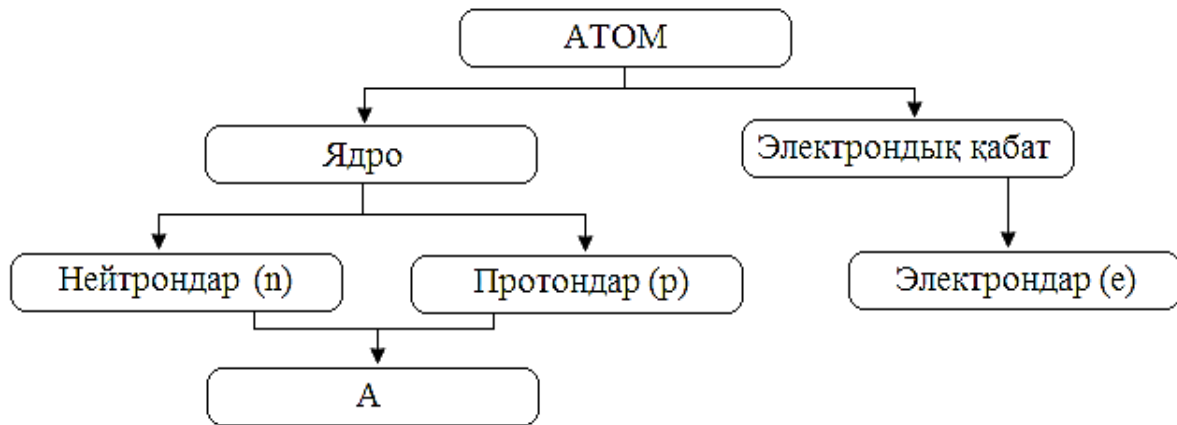 АТОМ
Ядро
Электрондық қабат
Нейтрондар (n)
Протондар (p)
Электрондар (е)
А